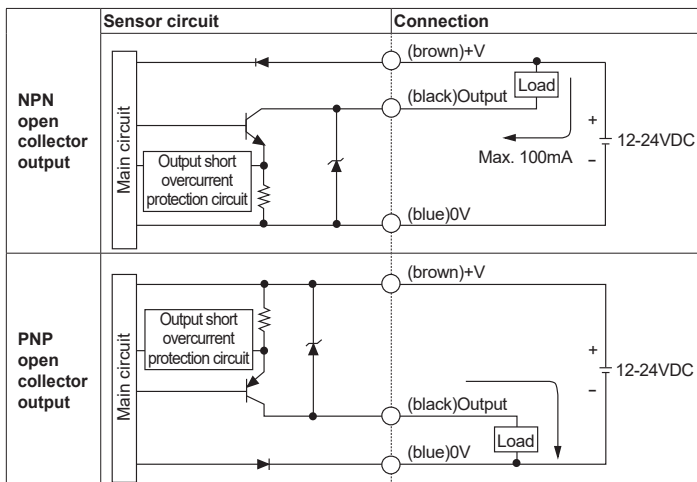 Sensor circuit
Connection
NPN
open
collector
output
Main circuit
Output short
overcurrent
protection circuit
(brown)+V
Load
(black)Output
Max. 100mA
+
12-24VDC
−
(blue)0V
PNP
open
collector
output
Main circuit
Output short
overcurrent
protection circuit
(brown)+V
+
12-24VDC
−
(black)Output
Load
(blue)0V